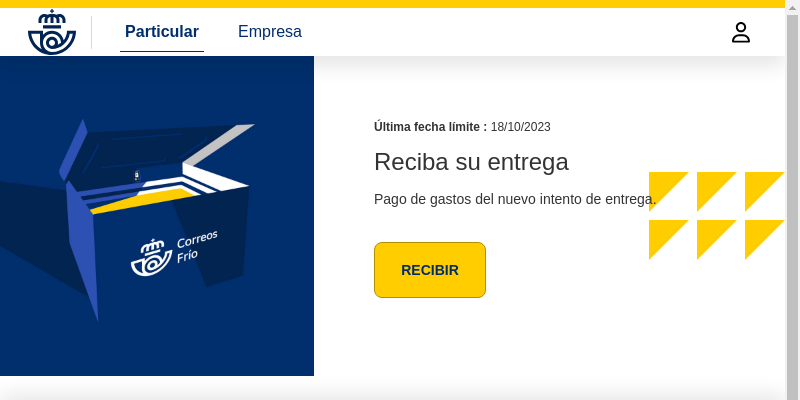 Particular
Empresa
Última fecha límite : 18/10/2023
Reciba su entrega
Pago de gastos del nuevo intento de entrega.
RECIBIR
Correos
Frío